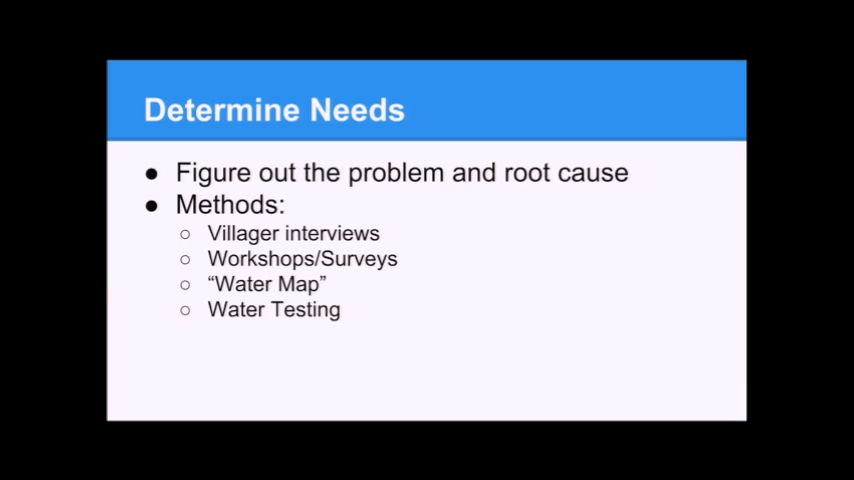 Determine Needs
● Figure out the problem and root cause
● Methods:
○ Villager interviews
○ Workshops/Surveys
○ “Water Map”
○ Water Testing